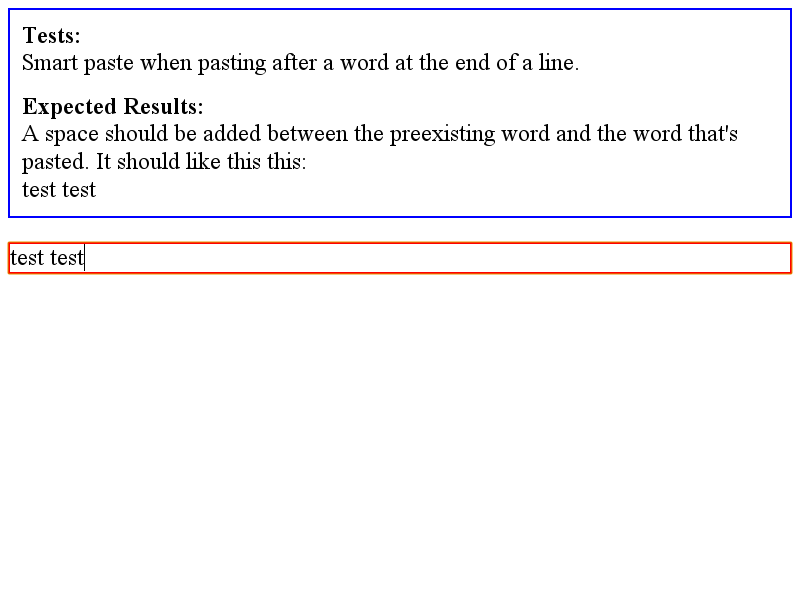 Tests:
Smart paste when pasting after a word at the end of a line.
Expected Results:
A space should be added between the preexisting word and the word that's
pasted. It should like this this:
test test
test test